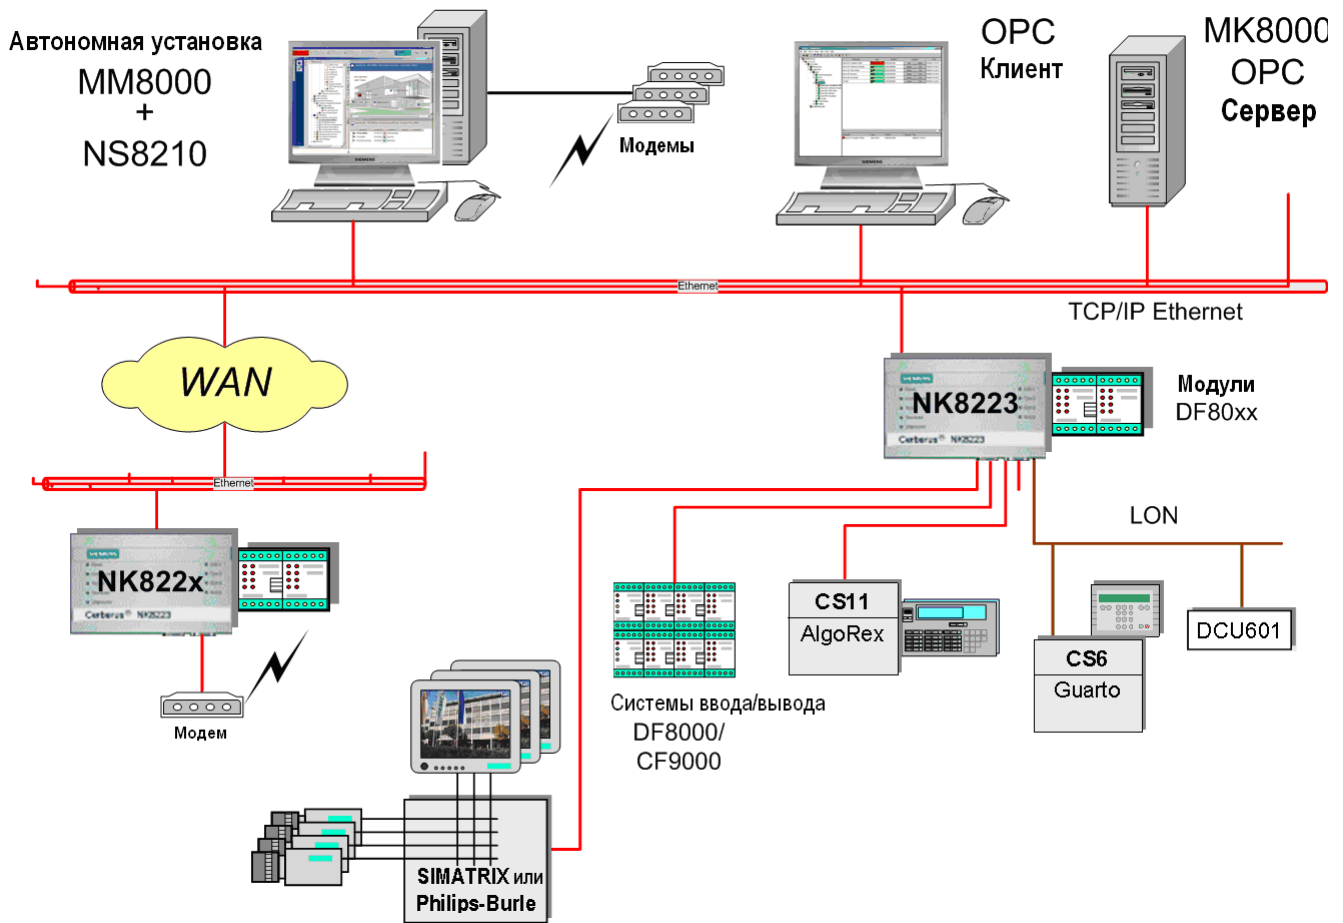 Автономная установка
MM8000
+
NS8210
Модемы
OPC
Клиент
MK8000
OPC
Сервер
SIEMENS
SIEMENS
Ethernet
TCP/IP Ethernet
WAN
NK8223
Cerberus® NK8223
Модули
DF80xx
Ethernet
NK822x
Cerberus® NK8223
Модем
LON
CS11
AlgoRex
CS6
Guarto
DCU601
Системы ввода/вывода
DF8000/
CF9000
SIMATRIX или
Philips-Burle